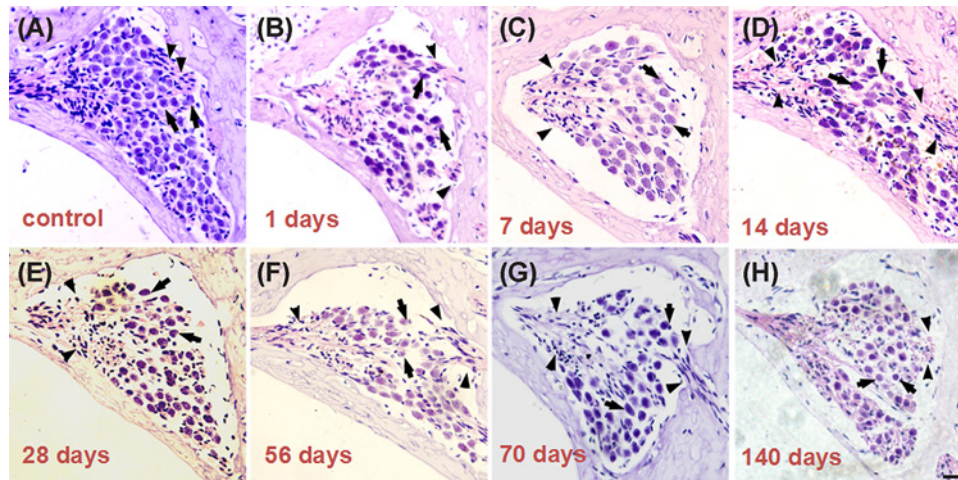 (A)
control
(B)
1 days
(C)
7 days
(D)
14 days
(E)
28 days
(F)
56 days
(G)
70 days
(H)
140 days